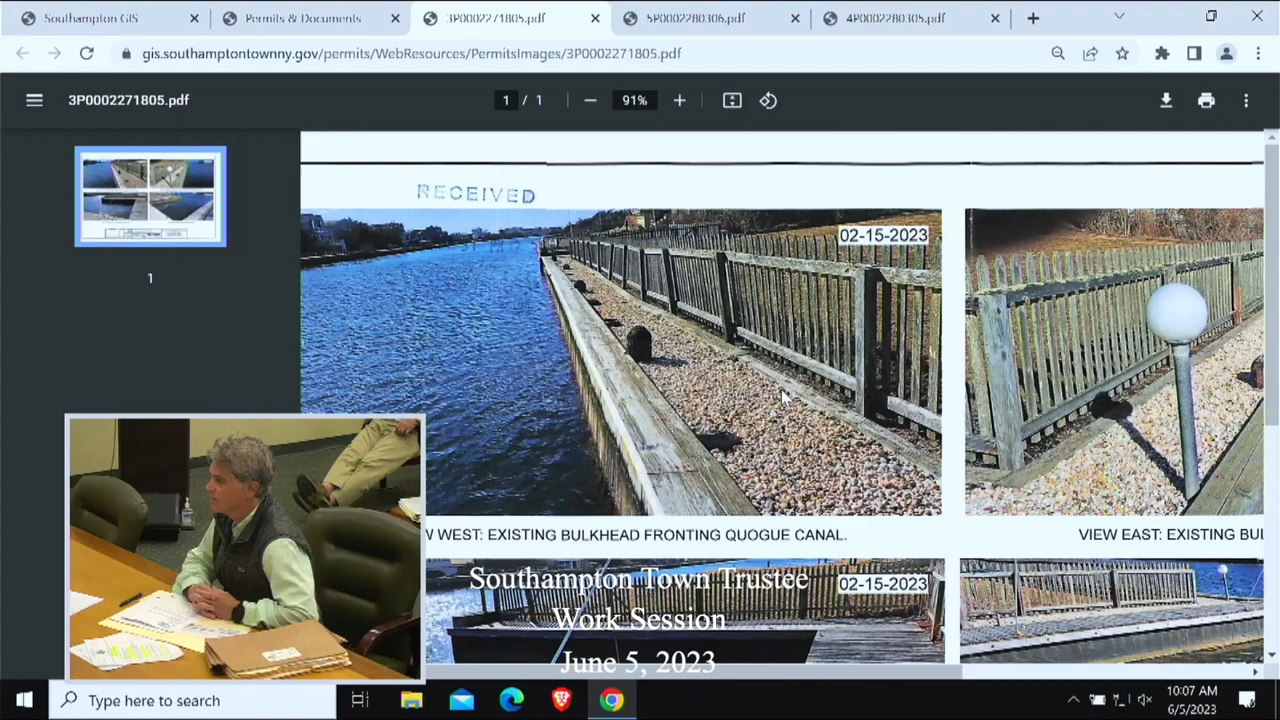 Southampton GIS
Permits & Documents
3P0002271805.pdf
5P0002280306.pdf
4P0002280305.pdf
gis.southamptontownny.gov/permits/WebResources/PermitsImages/3P0002271805.pdf
3P0002271805.pdf
1 / 1
91%
1
RECEIVED
02-15-2023
W WEST: EXISTING BULKHEAD FRONTING QUOGUE CANAL.
VIEW EAST: EXISTING BUL
02-15-2023
Southampton Town Trustee
Work Session
June 5, 2023
Type here to search
10:07 AM
6/5/2023